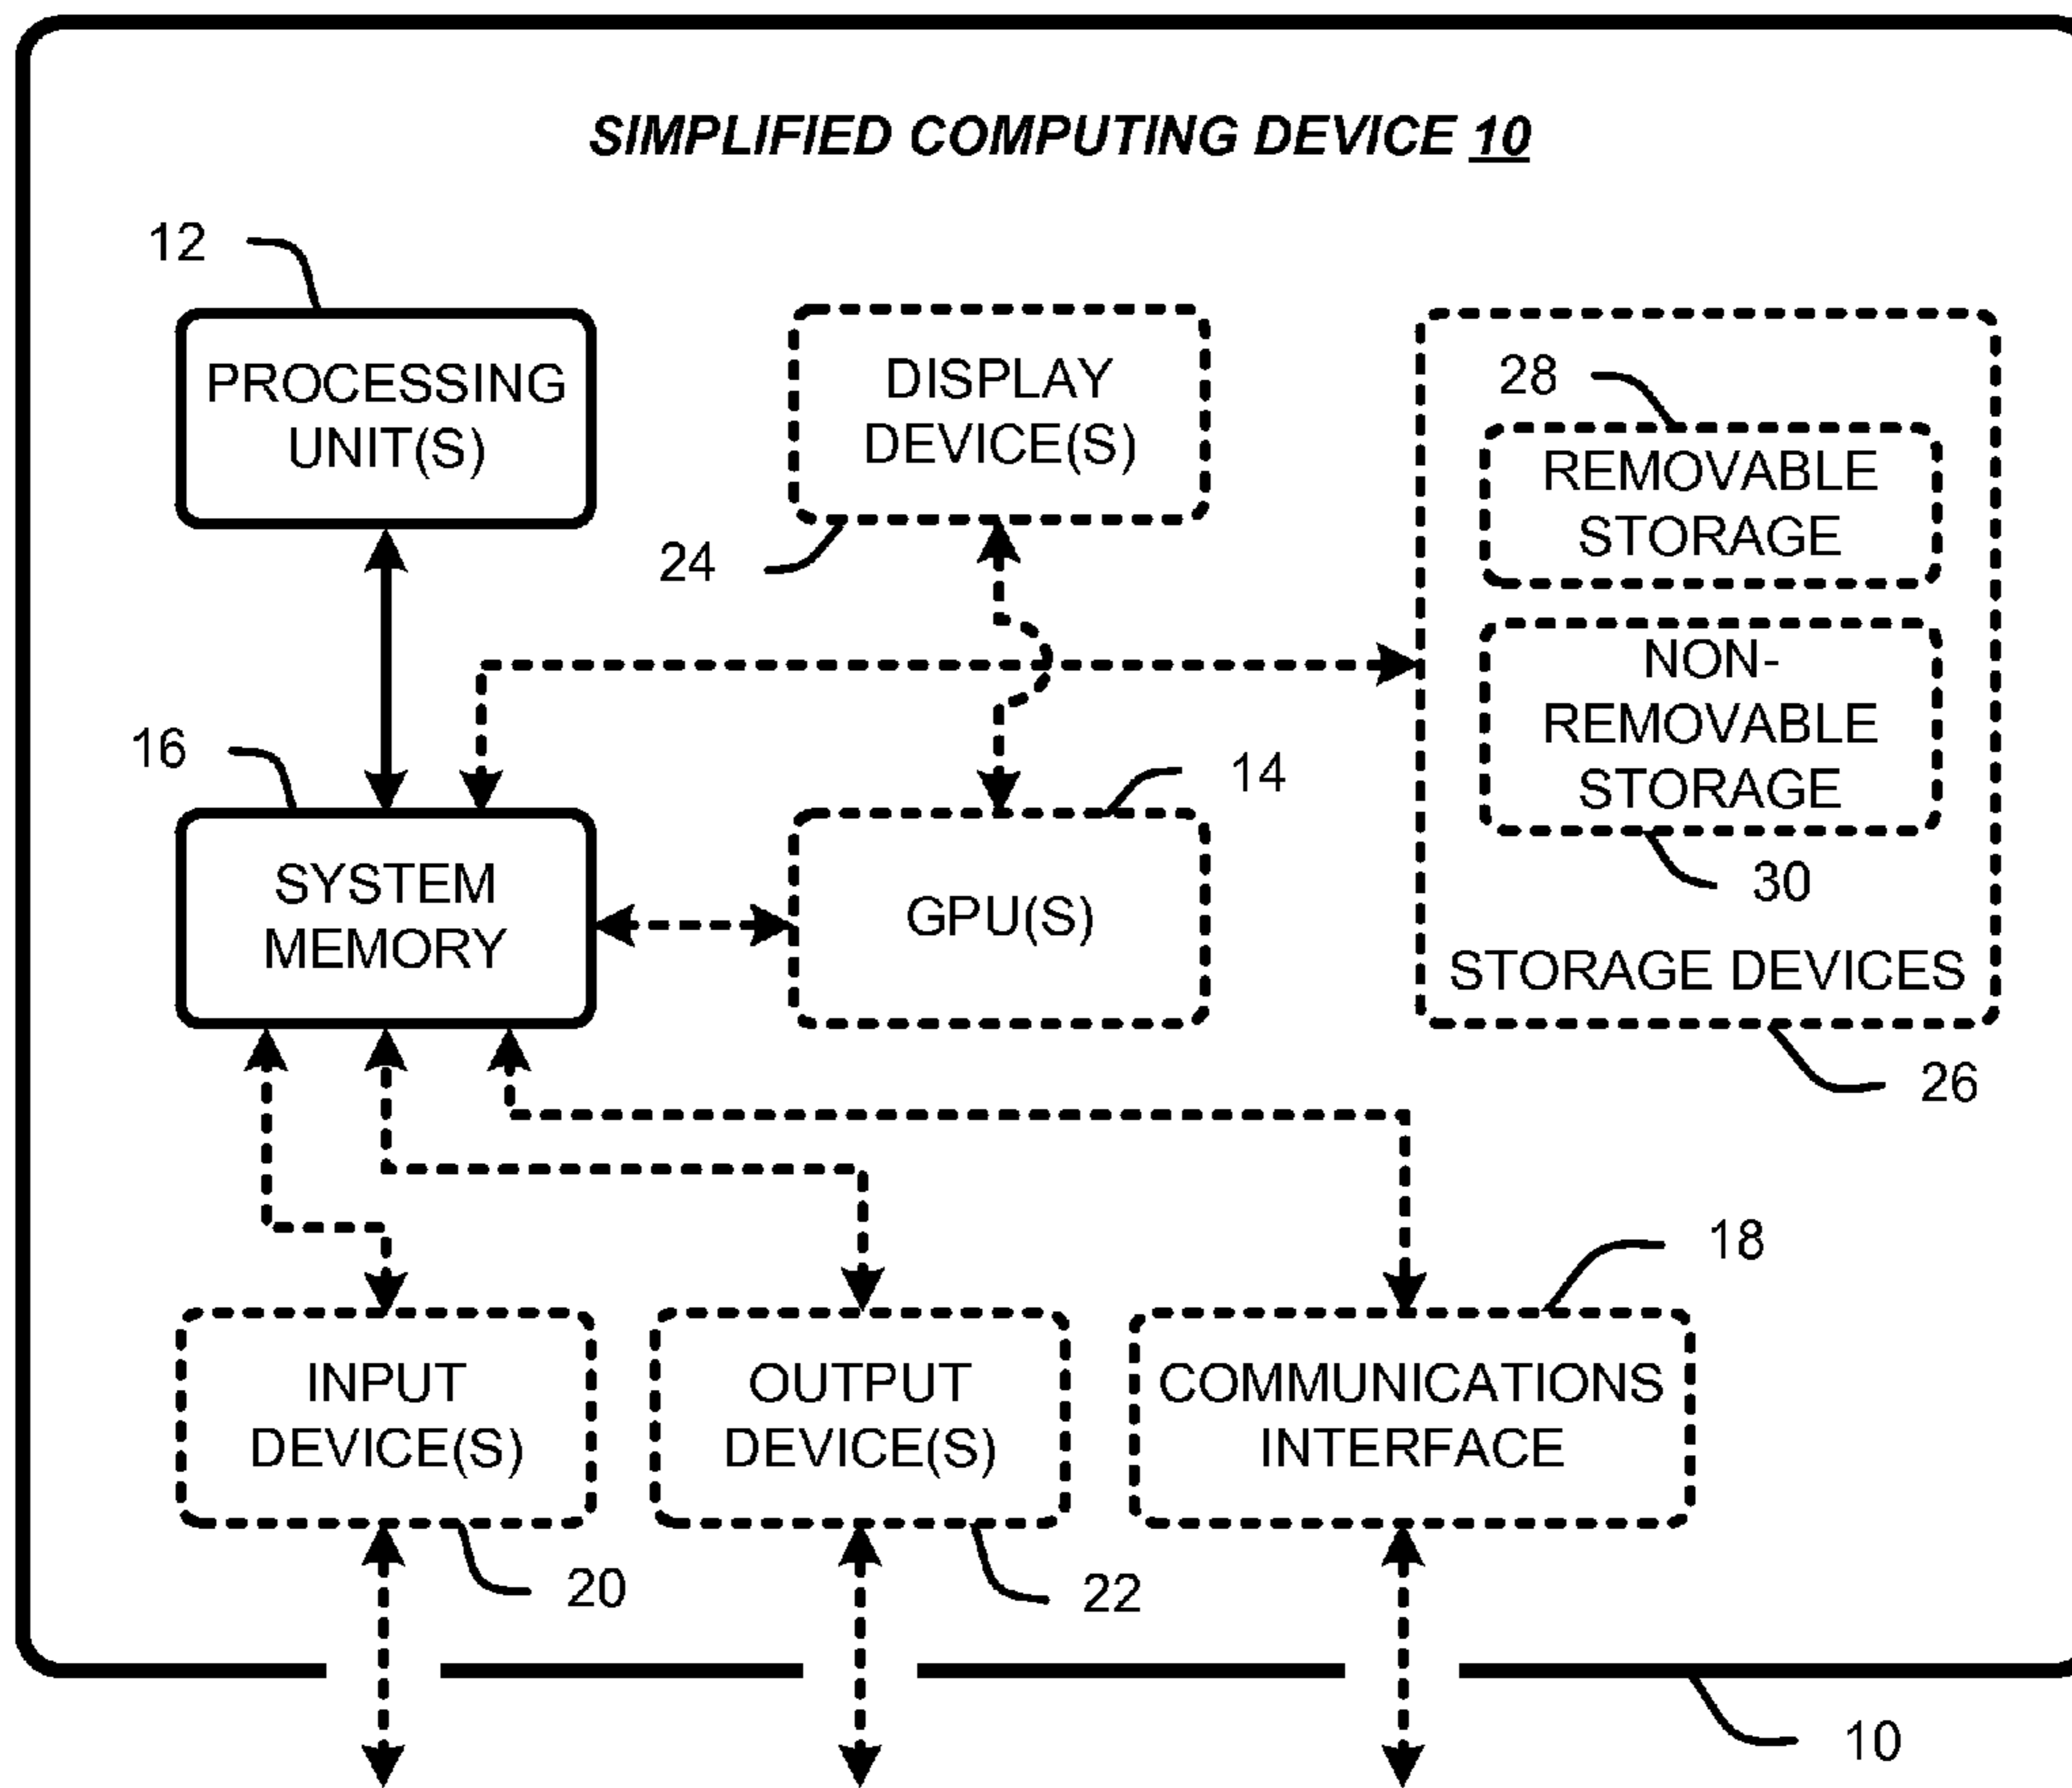 SIMPLIFIED COMPUTING DEVICE 10
12
PROCESSING
UNIT(S)
DISPLAY
DEVICE(S)
24
28
REMOVABLE
STORAGE
NON-
REMOVABLE
STORAGE
30
STORAGE DEVICES
26
16
SYSTEM
MEMORY
14
GPU(S)
18
INPUT
DEVICE(S)
20
OUTPUT
DEVICE(S)
22
COMMUNICATIONS
INTERFACE
10